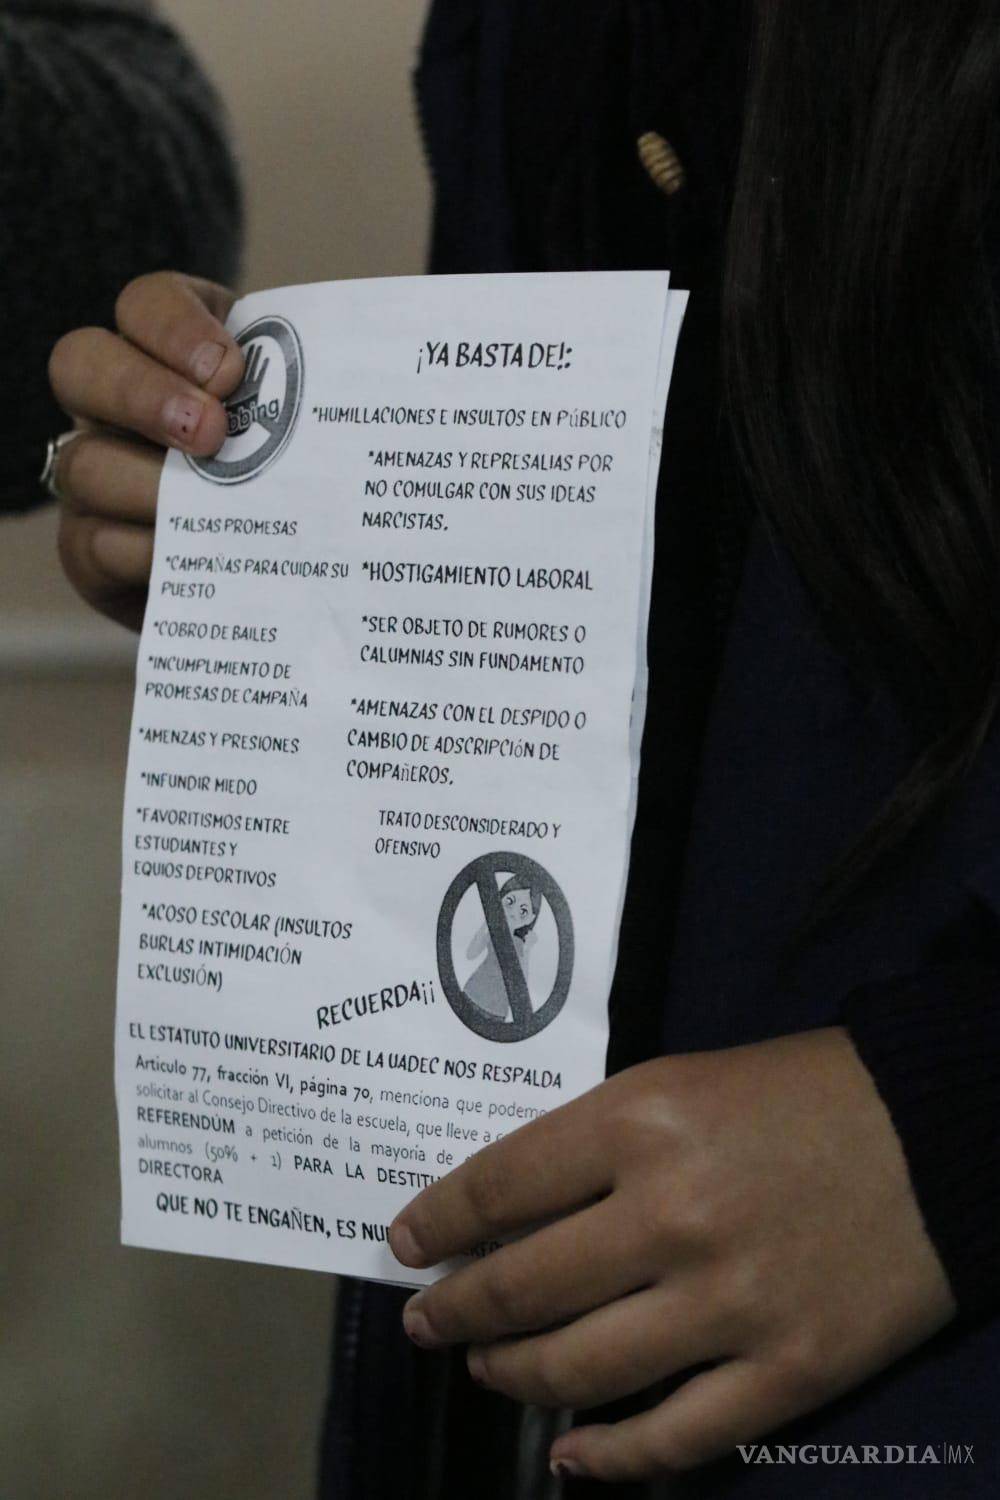 ¡YA BASTA DE!:
bbing
*HUMILLACIONES E INSULTOS EN PÚBLICO
*AMENAZAS Y REPRESALIAS POR
NO COMULGAR CON SUS IDEAS
NARCISTAS.
*HOSTIGAMIENTO LABORAL
*SER OBJETO DE RUMORES O
CALUMNIAS SIN FUNDAMENTO
*AMENAZAS CON EL DESPIDO O
CAMBIO DE ADSCRIPCIÓN DE
COMPAÑEROS.
TRATO DESCONSIDERADO Y
OFENSIVO
*FALSAS PROMESAS
*CAMPAÑAS PARA CUIDAR SU
PUESTO
*COBRO DE BAILES
*INCUMPLIMIENTO DE
PROMESAS DE CAMPAÑA
*AMENZAS Y PRESIONES
*INFUNDIR MIEDO
*FAVORITISMOS ENTRE
ESTUDIANTES Y
EQUIOS DEPORTIVOS
*ACOSO ESCOLAR (INSULTOS
BURLAS INTIMIDACIÓN
EXCLUSIÓN)
RECUERDA¡¡
EL ESTATUTO UNIVERSITARIO DE LA UADEC NOS RESPALDA
Articulo 77, fracción VI, página 70, menciona que podemo
solicitar al Consejo Directivo de la escuela, que lleve a
REFERENDÚM a petición de la mayoría de
alumnos (50% + 1) PARA LA DESTITU
DIRECTORA
QUE NO TE ENGAÑEN, ES NUE
VANGUARDIA|MX